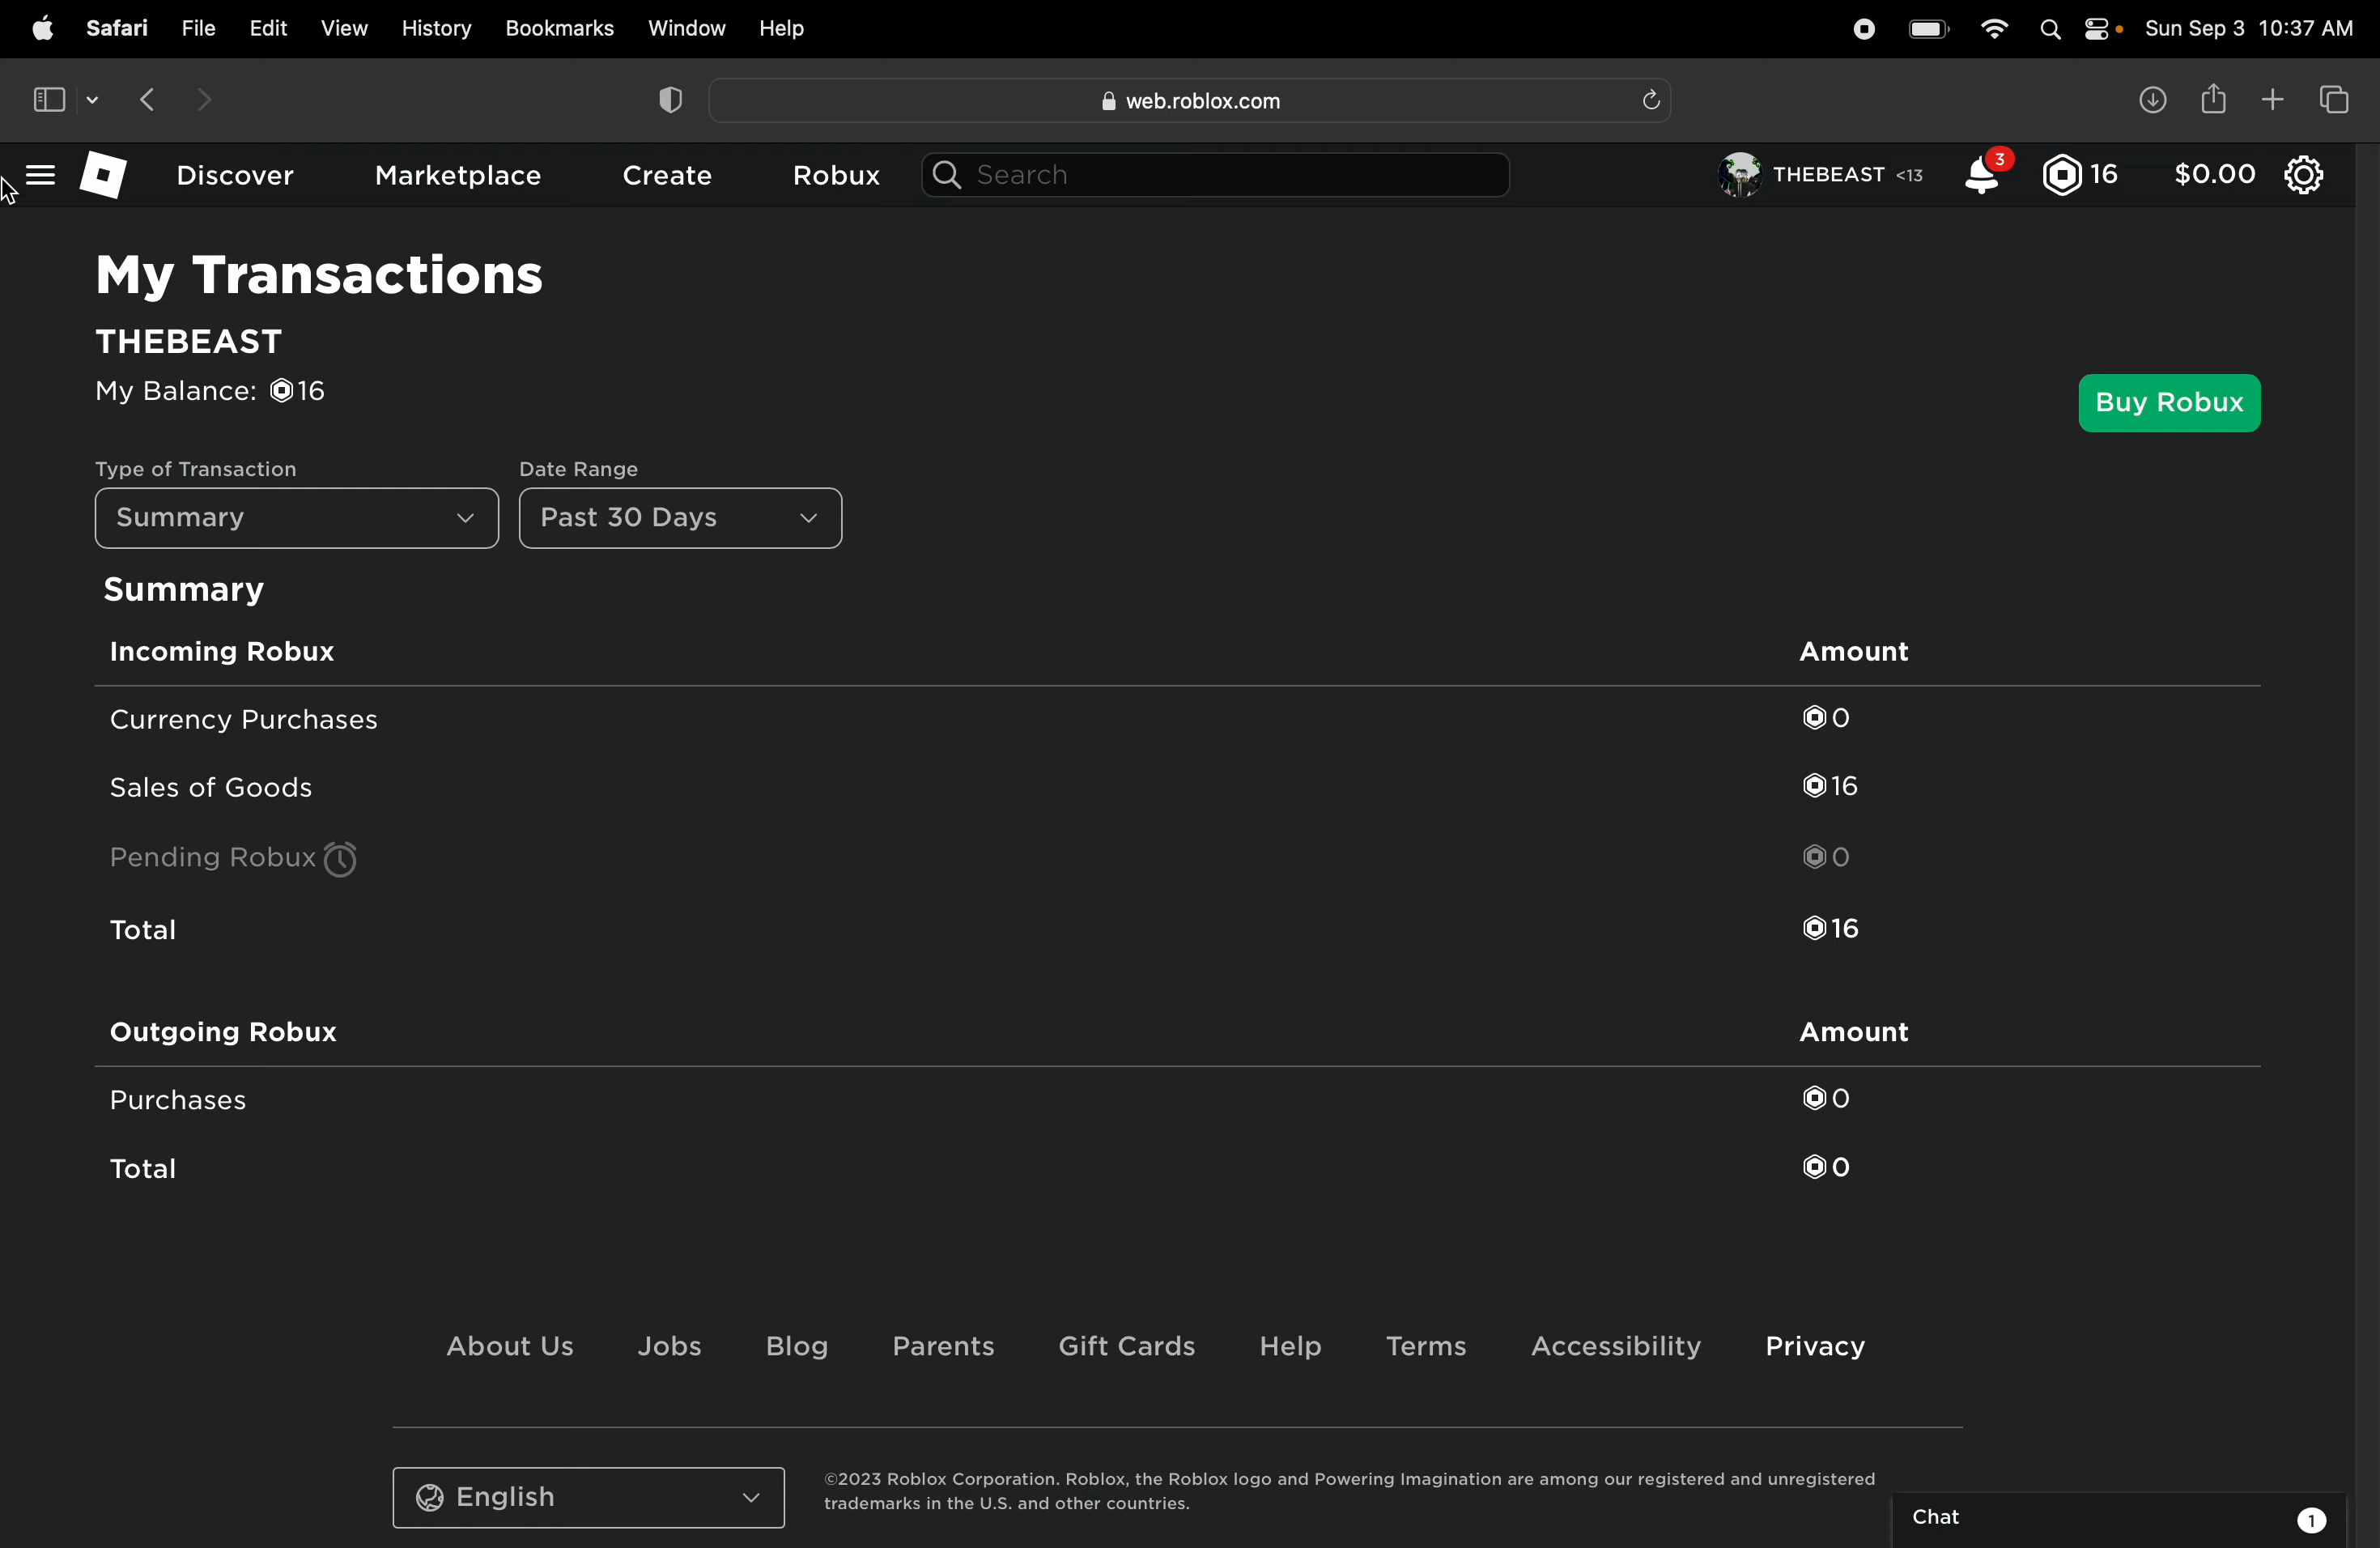 Safari File Edit View History Bookmarks Window Help Sun Sep 3 10:37 AM
web.roblox.com
Discover Marketplace Create Robux Search THEBEAST <13 3 16 $0.00
My Transactions
THEBEAST
My Balance: 16
Buy Robux
Type of Transaction Date Range
Summary Past 30 Days
Summary
Incoming Robux Amount
Currency Purchases 0
Sales of Goods 16
Pending Robux 0
Total 16
Outgoing Robux Amount
Purchases 0
Total 0
About Us Jobs Blog Parents Gift Cards Help Terms Accessibility Privacy
English
©2023 Roblox Corporation. Roblox, the Roblox logo and Powering Imagination are among our registered and unregistered
trademarks in the U.S. and other countries.
Chat 1